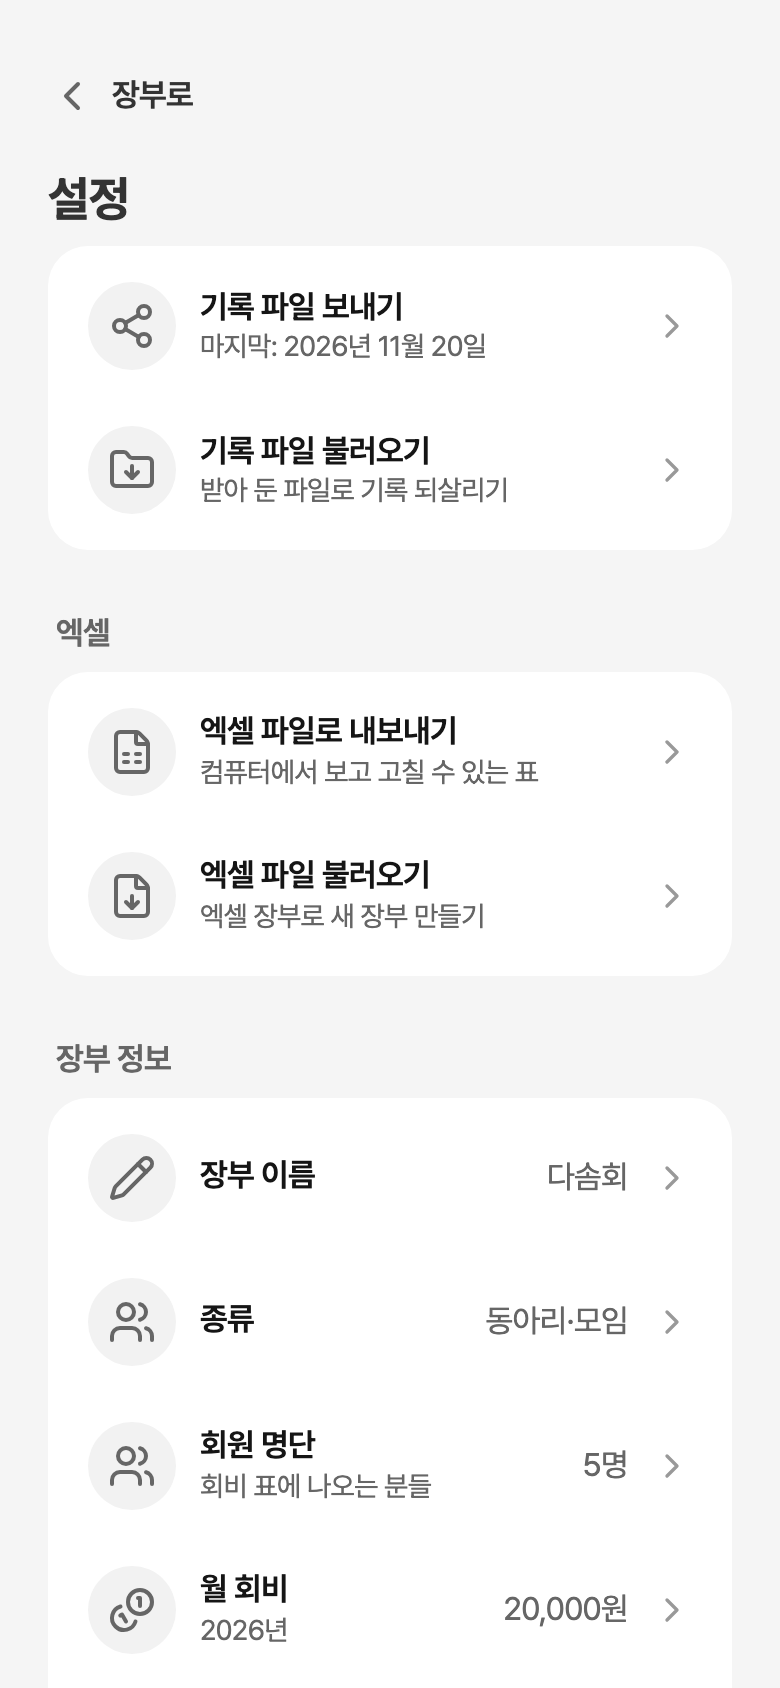 장부로
설정
기록 파일 보내기
마지막: 2026년 11월 20일
기록 파일 불러오기
받아 둔 파일로 기록 되살리기
엑셀
엑셀 파일로 내보내기
컴퓨터에서 보고 고칠 수 있는 표
엑셀 파일 불러오기
엑셀 장부로 새 장부 만들기
장부 정보
장부 이름 다솜회
종류 동아리·모임
회원 명단 5명
회비 표에 나오는 분들
월 회비 20,000원
2026년